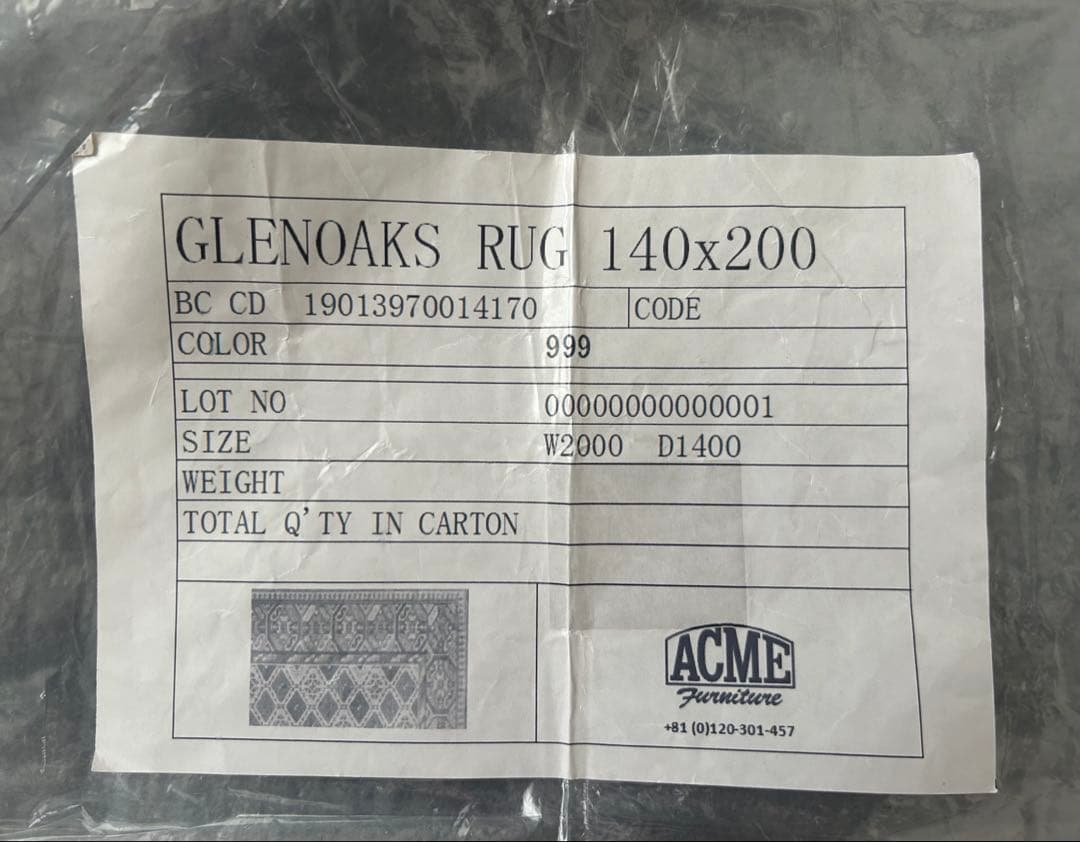 GLENOAKS RUG 140x200
BC CD 19013970014170 CODE
COLOR 999
LOT NO 00000000000001
SIZE W2000 D1400
WEIGHT
TOTAL Q'TY IN CARTON
ACME
Furniture
+81 (0)120-301-457